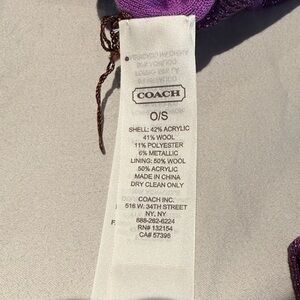 COACH
O/S
SHELL: 42% ACRYLIC
41% WOOL
11% POLYESTER
6% METALLIC
LINING: 50% WOOL
50% ACRYLIC
MADE IN CHINA
DRY CLEAN ONLY
COACH INC.
516 W. 34TH STREET
NY, NY
888-262-6224
RN# 132154
CA# 57398